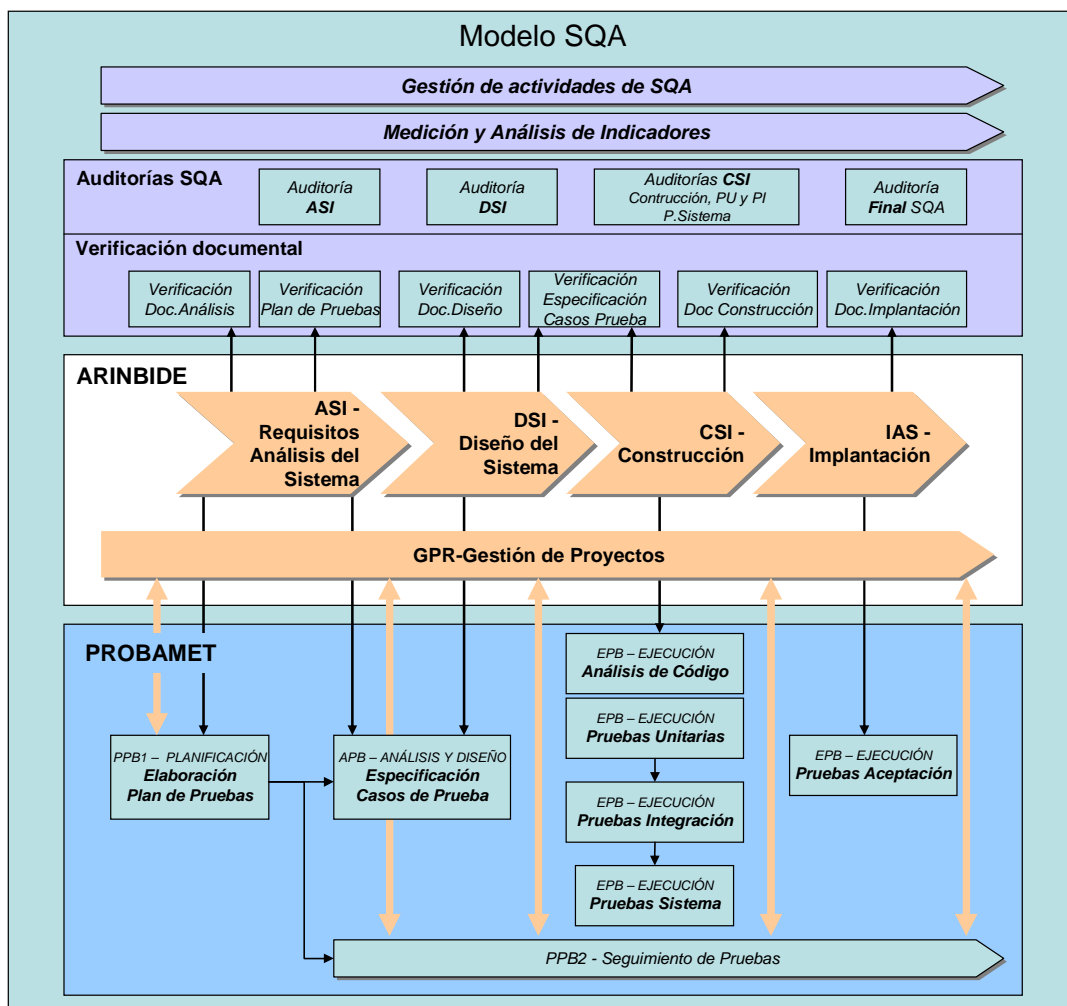 Modelo SQA
Gestión de actividades de SQA
Medición y Análisis de Indicadores
Auditorías SQA
Auditoría
ASI
Auditoría
DSI
Auditorías CSI
Contrucción, PU y PI
P.Sistema
Auditoría
Final SQA
Verificación documental
Verificación
Doc.Análisis
Verificación
Plan de Pruebas
Verificación
Doc.Diseño
Verificación
Especificación
Casos Prueba
Verificación
Doc Construcción
Verificación
Doc.Implantación
ARINBIDE
ASI -
Requisitos
Análisis del
Sistema
DSI -
Diseño del
Sistema
CSI -
Construcción
IAS -
Implantación
GPR-Gestión de Proyectos
PROBAMET
PPB1 – PLANIFICACIÓN
Elaboración
Plan de Pruebas
APB – ANÁLISIS Y DISEÑO
Especificación
Casos de Prueba
EPB – EJECUCIÓN
Análisis de Código
EPB – EJECUCIÓN
Pruebas Unitarias
EPB – EJECUCIÓN
Pruebas Integración
EPB – EJECUCIÓN
Pruebas Sistema
EPB – EJECUCIÓN
Pruebas Aceptación
PPB2 - Seguimiento de Pruebas